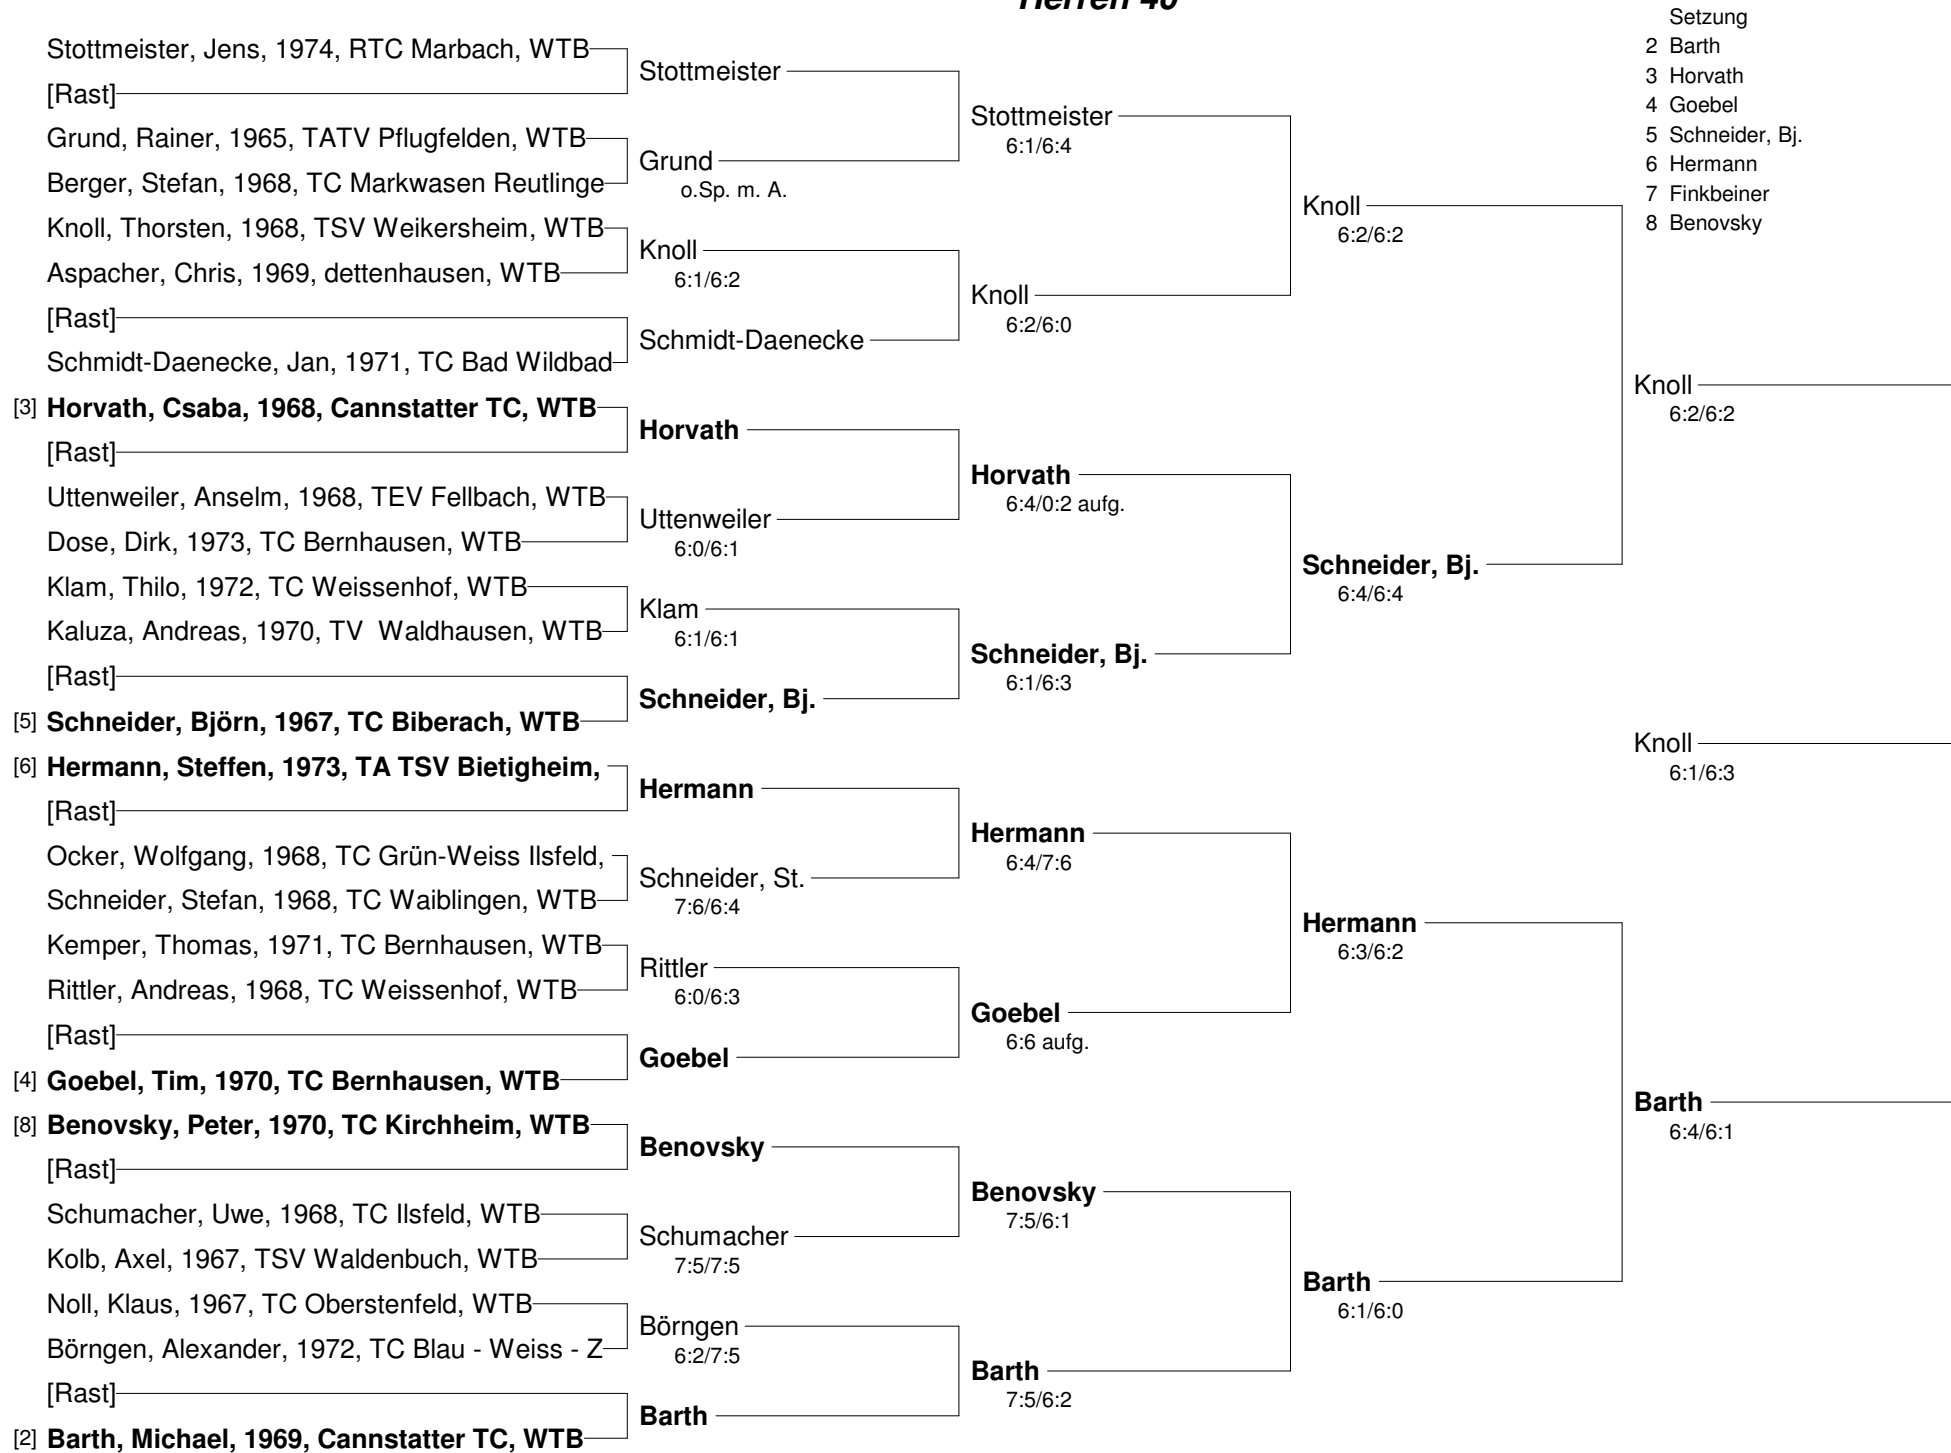 Herren 40
Setzung
2 Barth
3 Horvath
4 Goebel
5 Schneider, Bj.
6 Hermann
7 Finkbeiner
8 Benovsky
Stottmeister, Jens, 1974, RTC Marbach, WTB
[Rast]
Grund, Rainer, 1965, TATV Pflugfelden, WTB
Berger, Stefan, 1968, TC Markwasen Reutlinge
Knoll, Thorsten, 1968, TSV Weikersheim, WTB
Aspacher, Chris, 1969, dettenhausen, WTB
[Rast]
Schmidt-Daenecke, Jan, 1971, TC Bad Wildbad
[3] Horvath, Csaba, 1968, Cannstatter TC, WTB
[Rast]
Uttenweiler, Anselm, 1968, TEV Fellbach, WTB
Dose, Dirk, 1973, TC Bernhausen, WTB
Klam, Thilo, 1972, TC Weissenhof, WTB
Kaluza, Andreas, 1970, TV Waldhausen, WTB
[Rast]
[5] Schneider, Björn, 1967, TC Biberach, WTB
[6] Hermann, Steffen, 1973, TA TSV Bietigheim,
[Rast]
Ocker, Wolfgang, 1968, TC Grün-Weiss Ilsfeld,
Schneider, Stefan, 1968, TC Waiblingen, WTB
Kemper, Thomas, 1971, TC Bernhausen, WTB
Rittler, Andreas, 1968, TC Weissenhof, WTB
[Rast]
[4] Goebel, Tim, 1970, TC Bernhausen, WTB
[8] Benovsky, Peter, 1970, TC Kirchheim, WTB
[Rast]
Schumacher, Uwe, 1968, TC Ilsfeld, WTB
Kolb, Axel, 1967, TSV Waldenbuch, WTB
Noll, Klaus, 1967, TC Oberstenfeld, WTB
Börngen, Alexander, 1972, TC Blau - Weiss - Z
[Rast]
[2] Barth, Michael, 1969, Cannstatter TC, WTB
Stottmeister
Grund
o.Sp. m. A.
Knoll
6:1/6:2
Schmidt-Daenecke
Horvath
Uttenweiler
6:0/6:1
Klam
6:1/6:1
Schneider, Bj.
Hermann
Schneider, St.
7:6/6:4
Rittler
6:0/6:3
Goebel
Benovsky
Schumacher
7:5/7:5
Börngen
6:2/7:5
Barth
Stottmeister
6:1/6:4
Knoll
6:2/6:0
Horvath
6:4/0:2 aufg.
Schneider, Bj.
6:1/6:3
Hermann
6:4/7:6
Goebel
6:6 aufg.
Benovsky
7:5/6:1
Barth
7:5/6:2
Knoll
6:2/6:2
Schneider, Bj.
6:4/6:4
Hermann
6:3/6:2
Barth
6:1/6:0
Knoll
6:2/6:2
Knoll
6:1/6:3
Barth
6:4/6:1